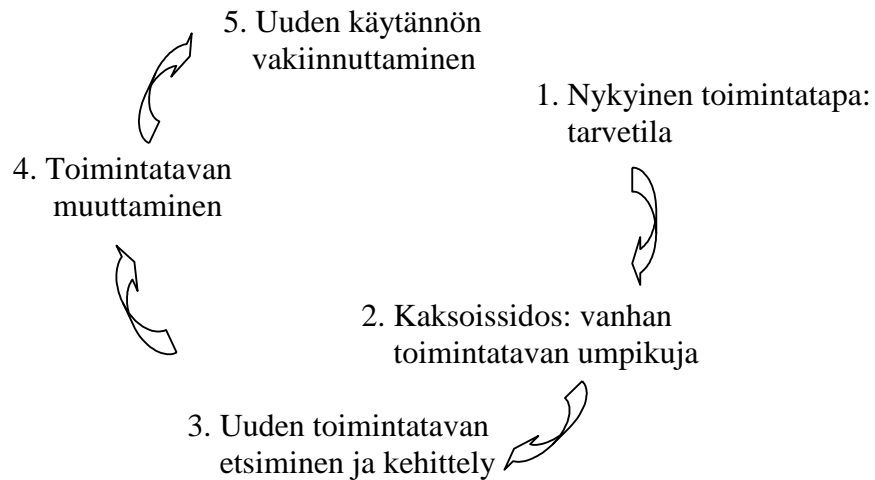 5. Uuden käytännön
vakiinnuttaminen
1. Nykyinen toimintatapa:
tarvetila
4. Toimintatavan
muuttaminen
2. Kaksoissidos: vanhan
toimintatavan umpikuja
3. Uuden toimintatavan
etsiminen ja kehittely